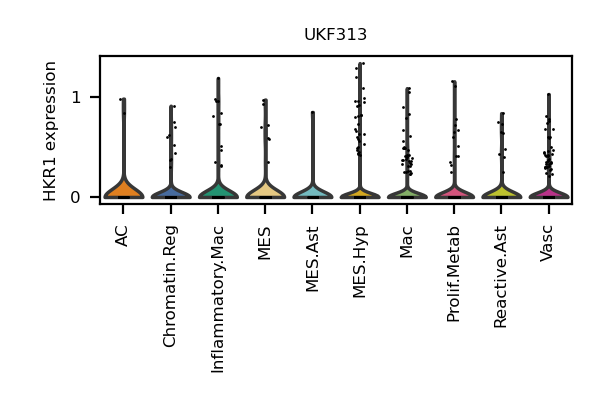 UKF313
HKR1 expression
1
0
AC
Chromatin.Reg
Inflammatory.Mac
MES
MES.Ast
MES.Hyp
Mac
Prolif.Metab
Reactive.Ast
Vasc